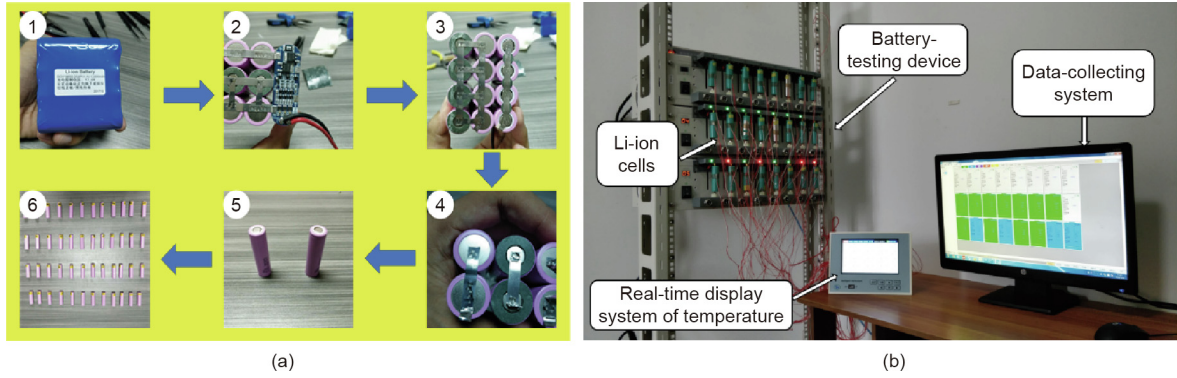 1
2
3
Li-ion Battery
6
5
4
(a)
Battery-
testing device
Data-collecting
system
Li-ion
cells
Real-time display
system of temperature
(b)